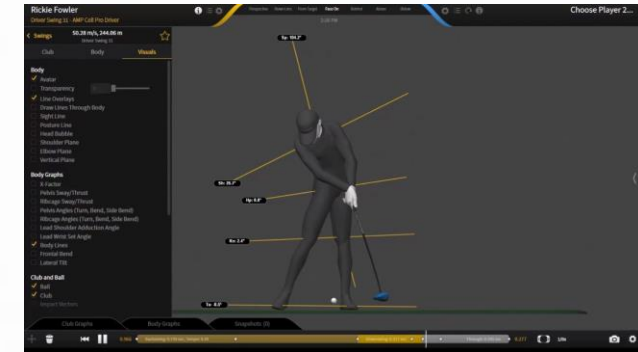 Rickie Fowler
Driver Swing 11 - AMP Cell Pro Driver
Choose Player 2...
Swings
50.28 m/s, 244.06 m
Driver Swing 11
Club
Body
Visuals
Body
Avatar
Transparency
Line Overlays
Draw Lines Through Body
Sight Line
Posture Line
Head Bubble
Shoulder Plane
Elbow Plane
Vertical Plane
Body Graphs
X-Factor
Pelvis Sway/Thrust
Ribcage Sway/Thrust
Pelvis Angles (Turn, Bend, Side Bend)
Ribcage Angles (Turn, Bend, Side Bend)
Lead Shoulder Adduction Angle
Lead Wrist Set Angle
Body Lines
Frontal Bend
Lateral Tilt
Club and Ball
Ball
Club
Impact Vectors
Club Graphs
Body Graphs
Snapshots (0)